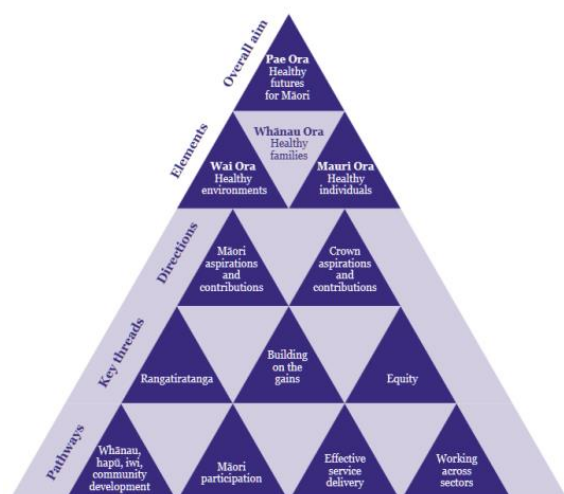 Overall aim
Pae Ora
Healthy
futures
for Māori
Elements
Whānau Ora
Healthy
families
Wai Ora
Healthy
environments
Mauri Ora
Healthy
individuals
Directions
Māori
aspirations
and
contributions
Crown
aspirations
and
contributions
Key threads
Rangatiratanga
Building
on the
gains
Equity
Pathways
Whānau,
hapū, iwi,
community
development
Māori
participation
Effective
service
delivery
Working
across
sectors